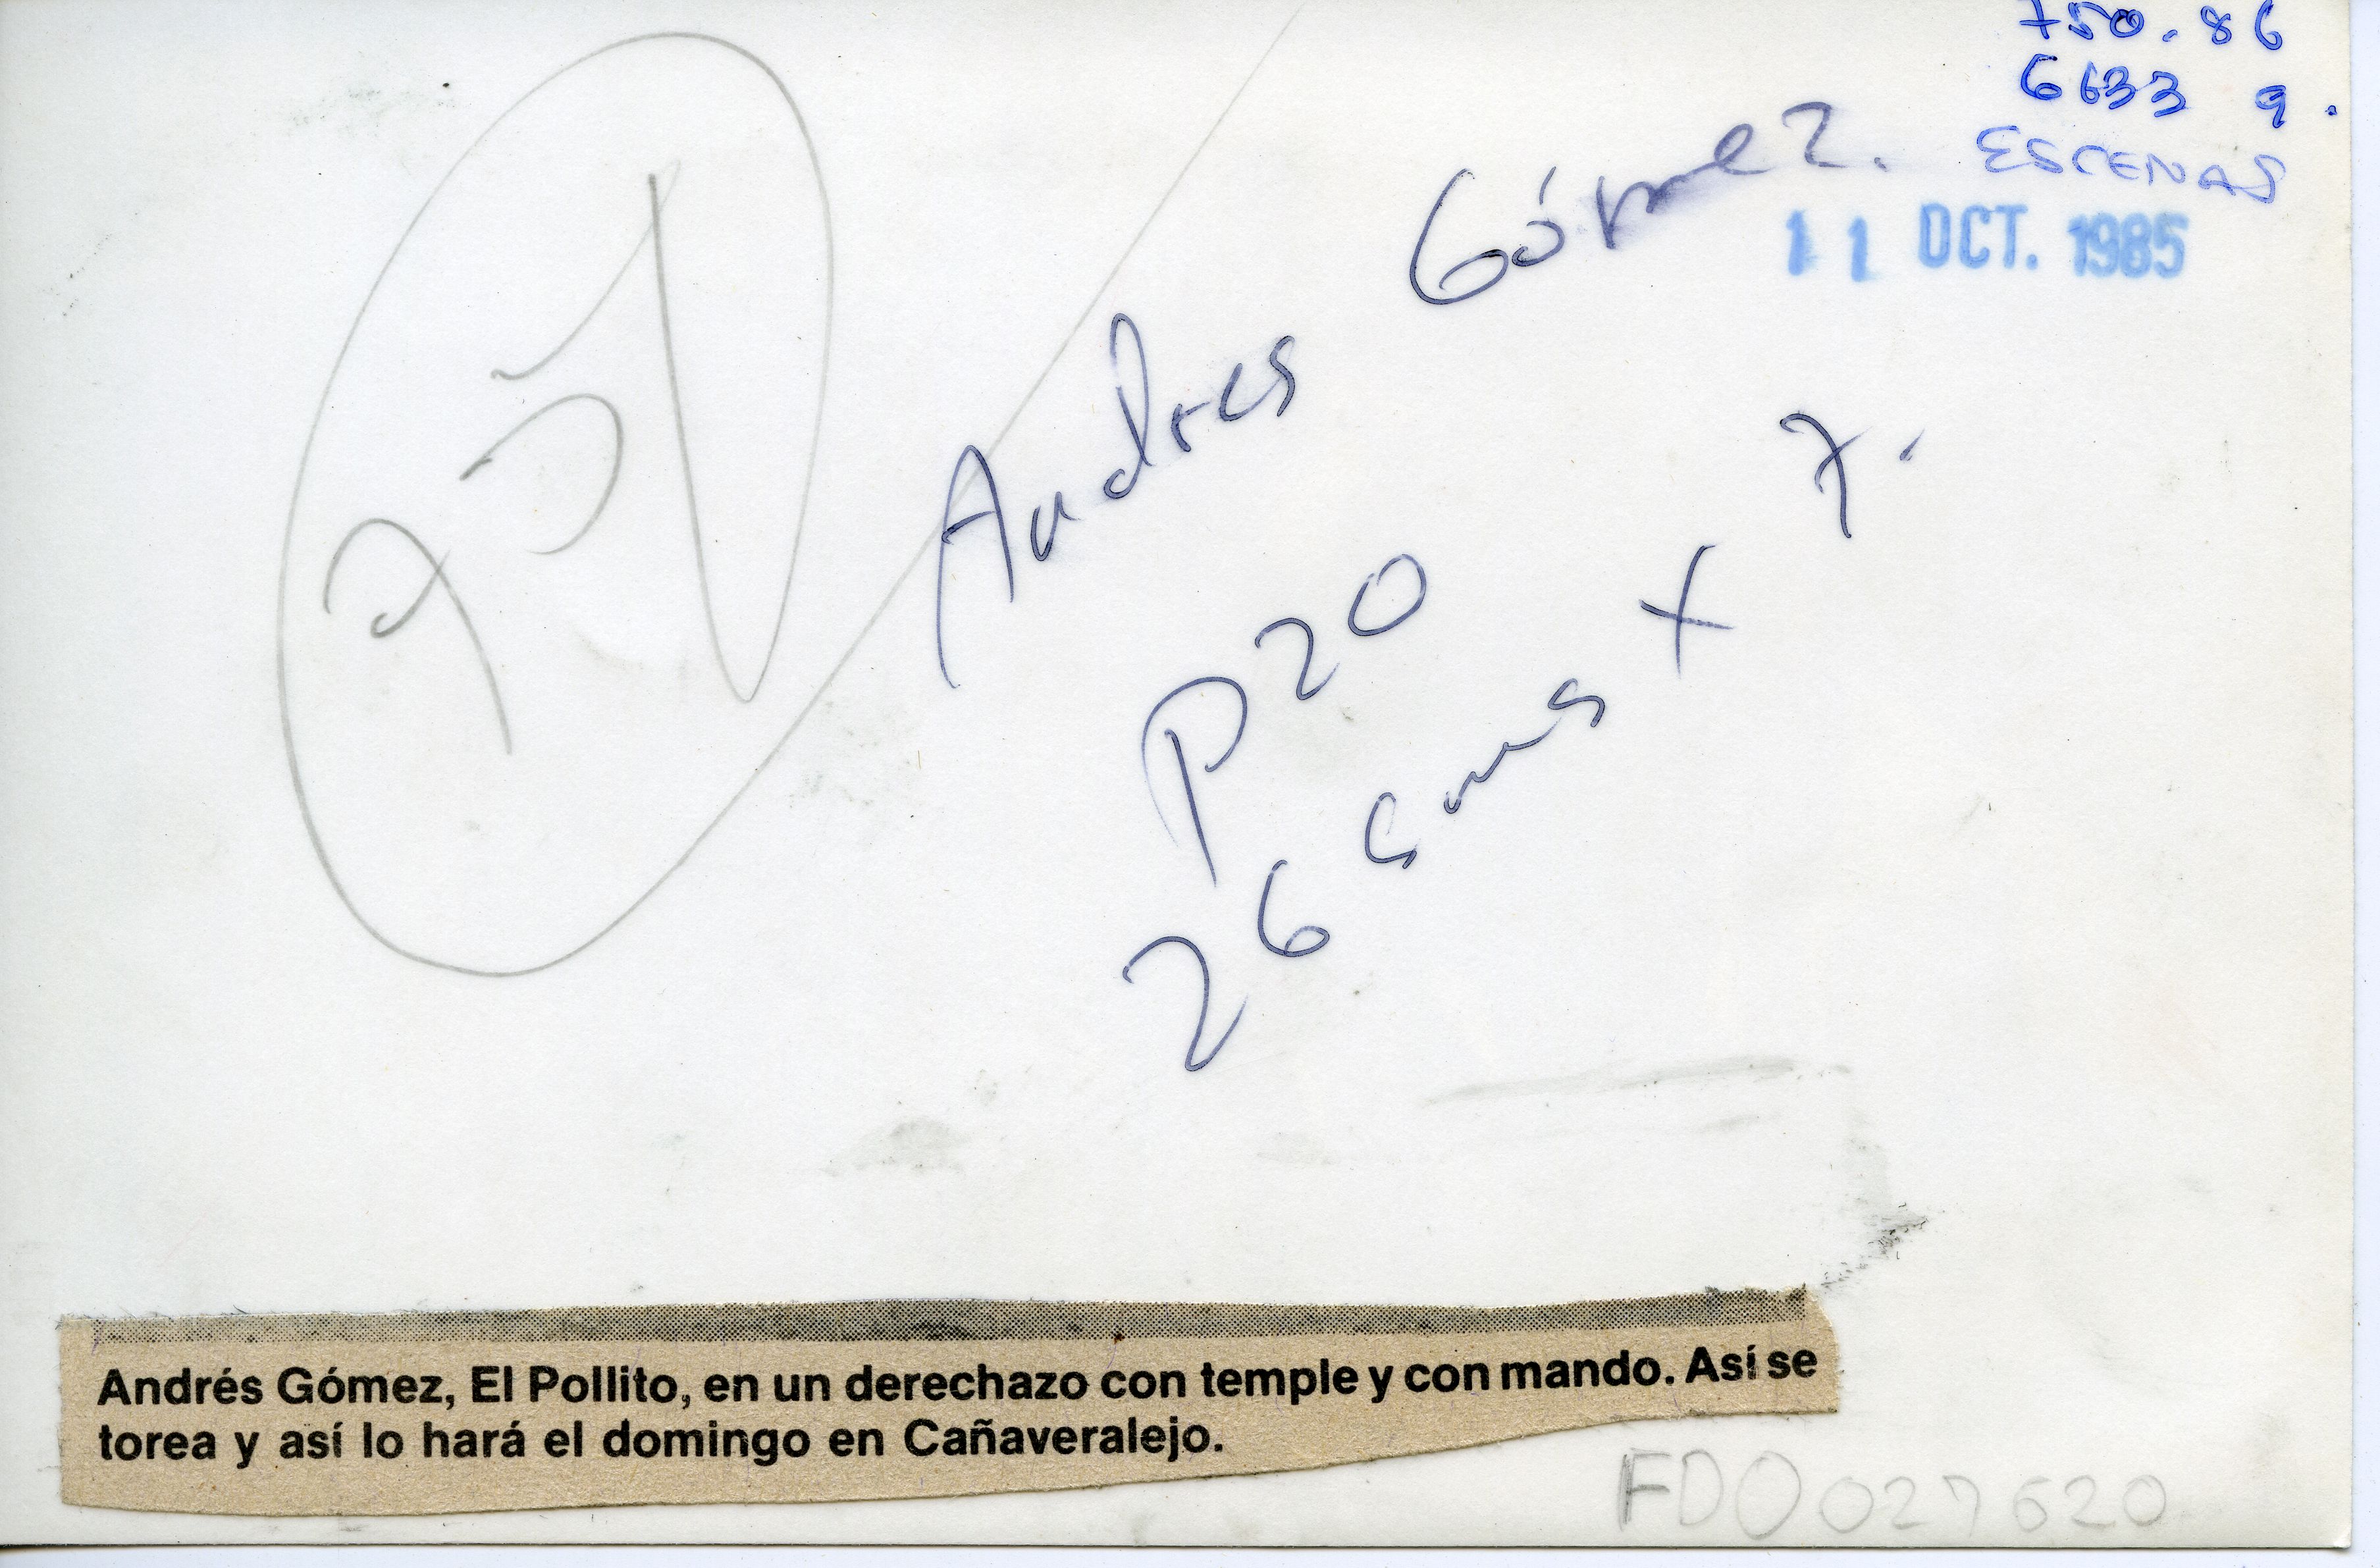 750.86
6633 9.
ESCENAS
11 OCT. 1985
Andres Gómez.
P 20
26 cms x 7.
Andrés Gómez, El Pollito, en un derechazo con temple y con mando. Así se
torea y así lo hará el domingo en Cañaveralejo.
FDO027620